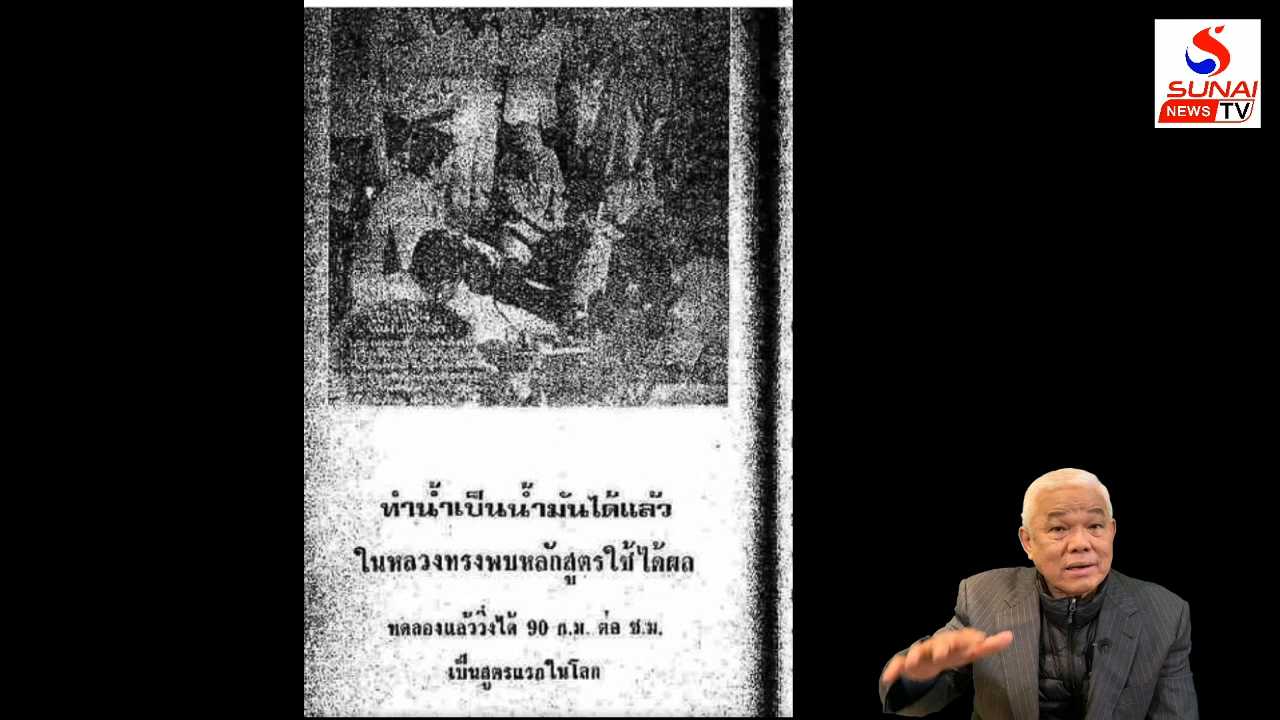 SUNAI
NEWS TV
ทำน้ำเป็นน้ำมันได้แล้ว
ในหลวงทรงพบหลักสูตรใช้ได้ผล
ทดลองแล้ววิ่งได้ 90 ก.ม. ต่อ ช.ม.
เป็นสูตรแรกในโลก